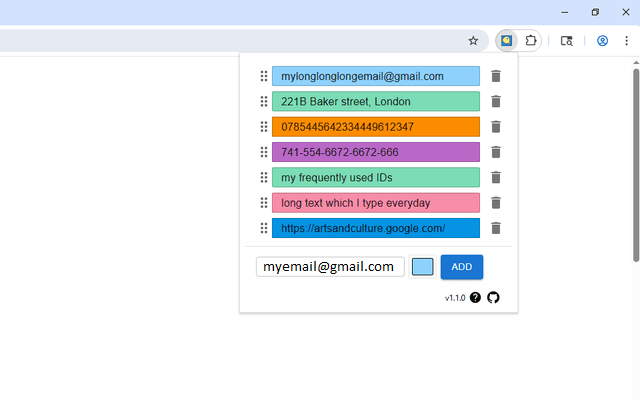 mylonglonglongemail@gmail.com
221B Baker street, London
0785445642334449612347
741-554-6672-6672-666
my frequently used IDs
long text which I type everyday
https://artsandculture.google.com/
myemail@gmail.com
ADD
v1.1.0